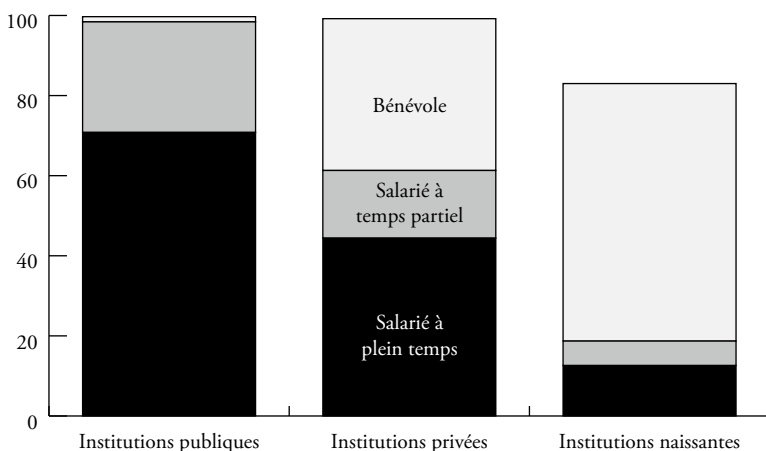 100
80
60
40
20
0
Bénévole
Salarié à
temps partiel
Salarié à
plein temps
Institutions publiques
Institutions privées
Institutions naissantes